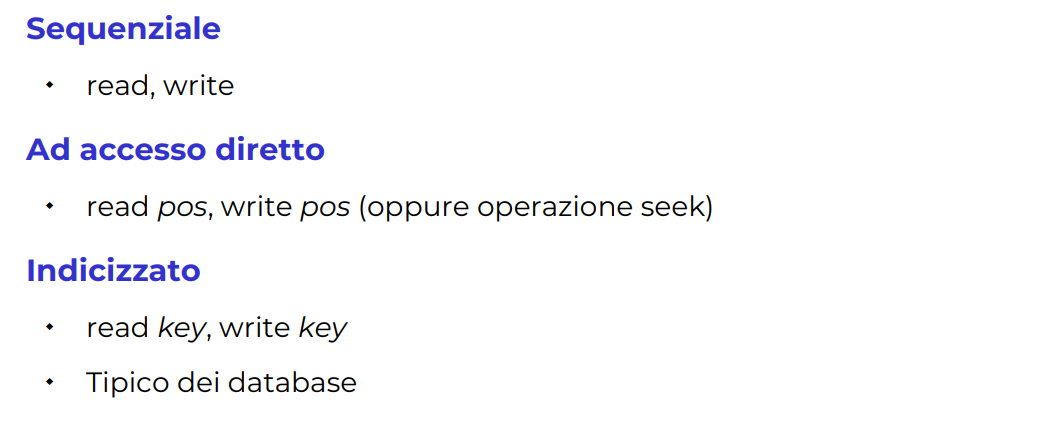 Sequenziale
• read, write
Ad accesso diretto
• read pos, write pos (oppure operazione seek)
Indicizzato
• read key, write key
• Tipico dei database